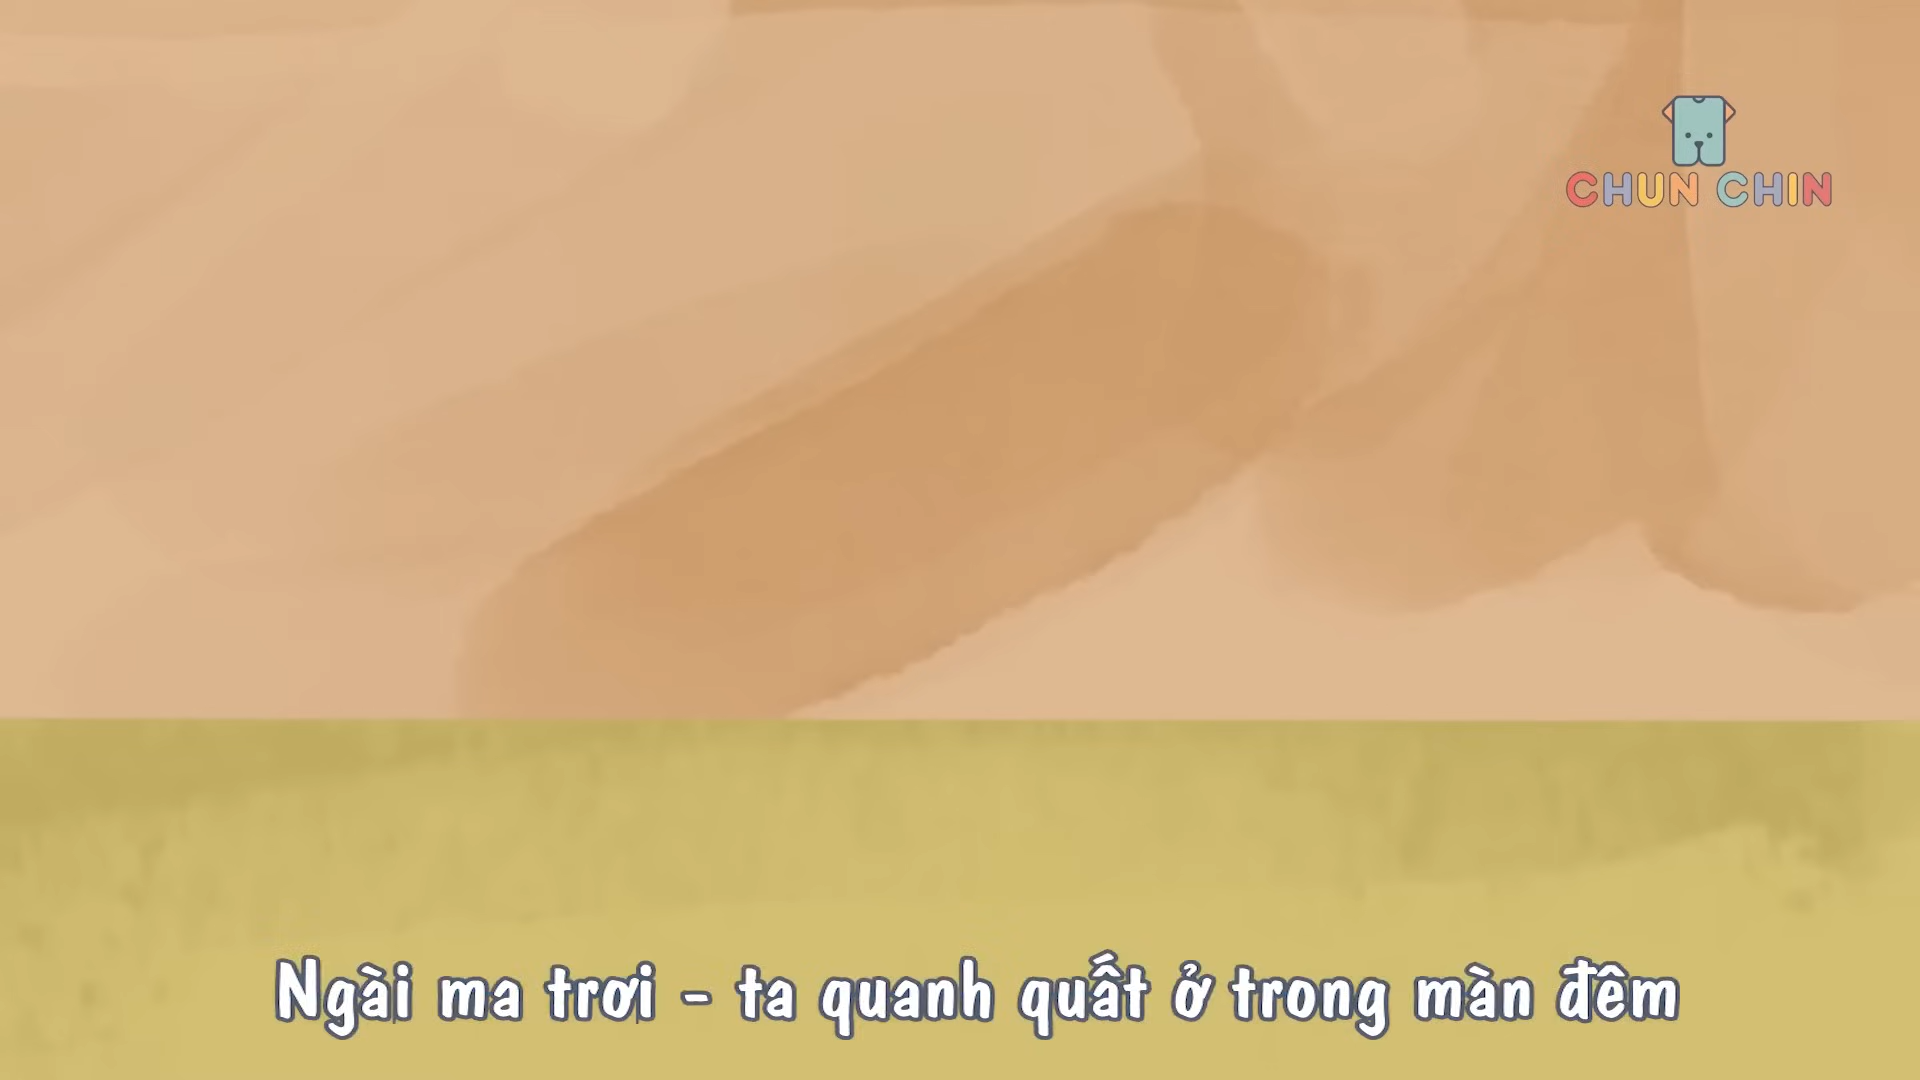 CHUN CHIN
Ngài ma trơi - ta quanh quất ở trong màn đêm